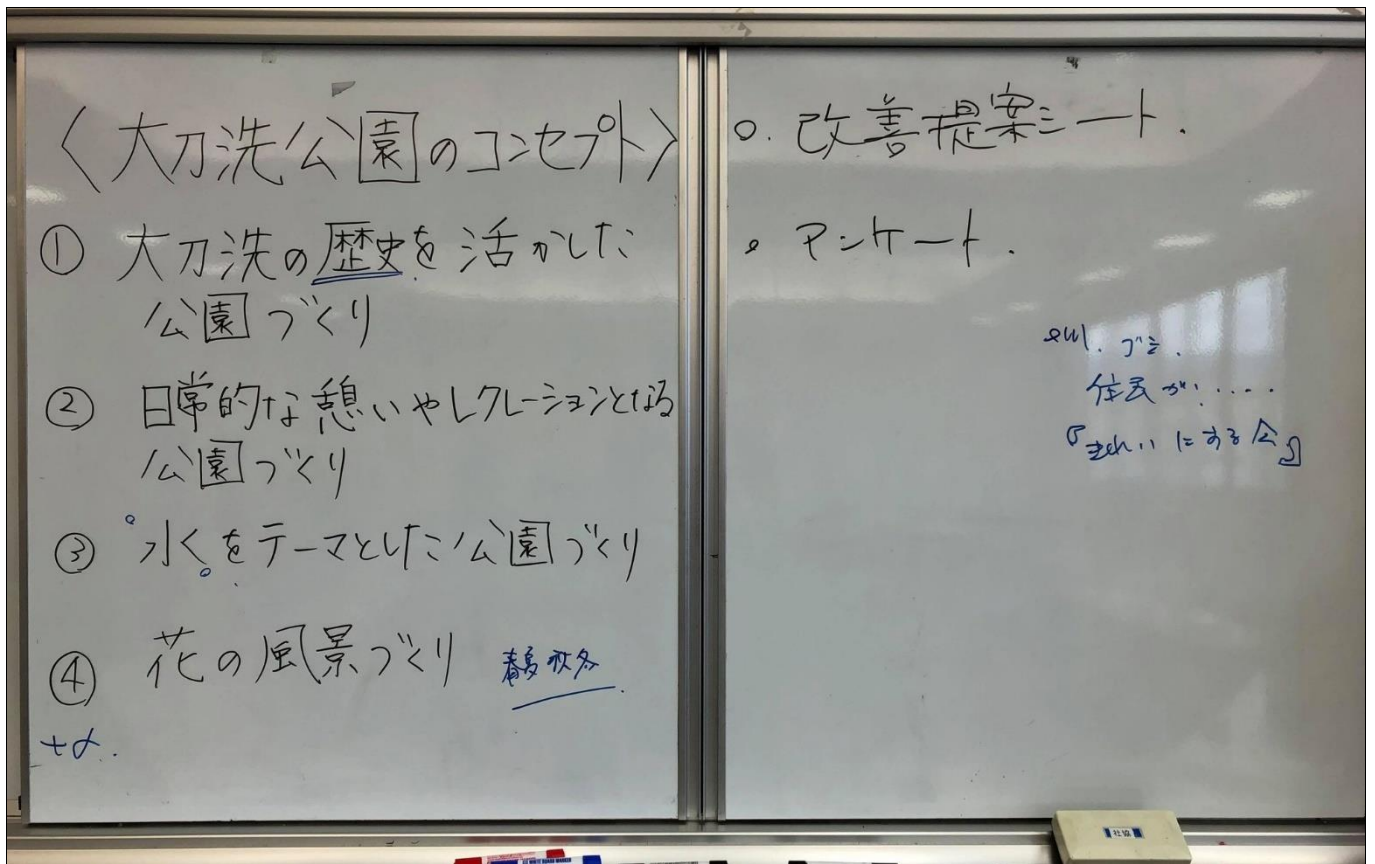 〈大刀洗公園のコンセプト〉
① 大刀洗の歴史を活かした
公園づくり
② 日常的な憩いやレクレーションとなる
公園づくり
③ 水をテーマとした公園づくり
④ 花の風景づくり 春夏秋冬
+α.
○. 改善提案シート.
• アンケート.
ゴミ.
住民が.....
『きれいにする会』
社協